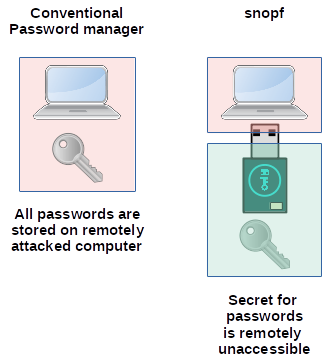 Conventional
Password manager
snopf
All passwords are
stored on remotely
attacked computer
Secret for
passwords
is remotely
unaccessible